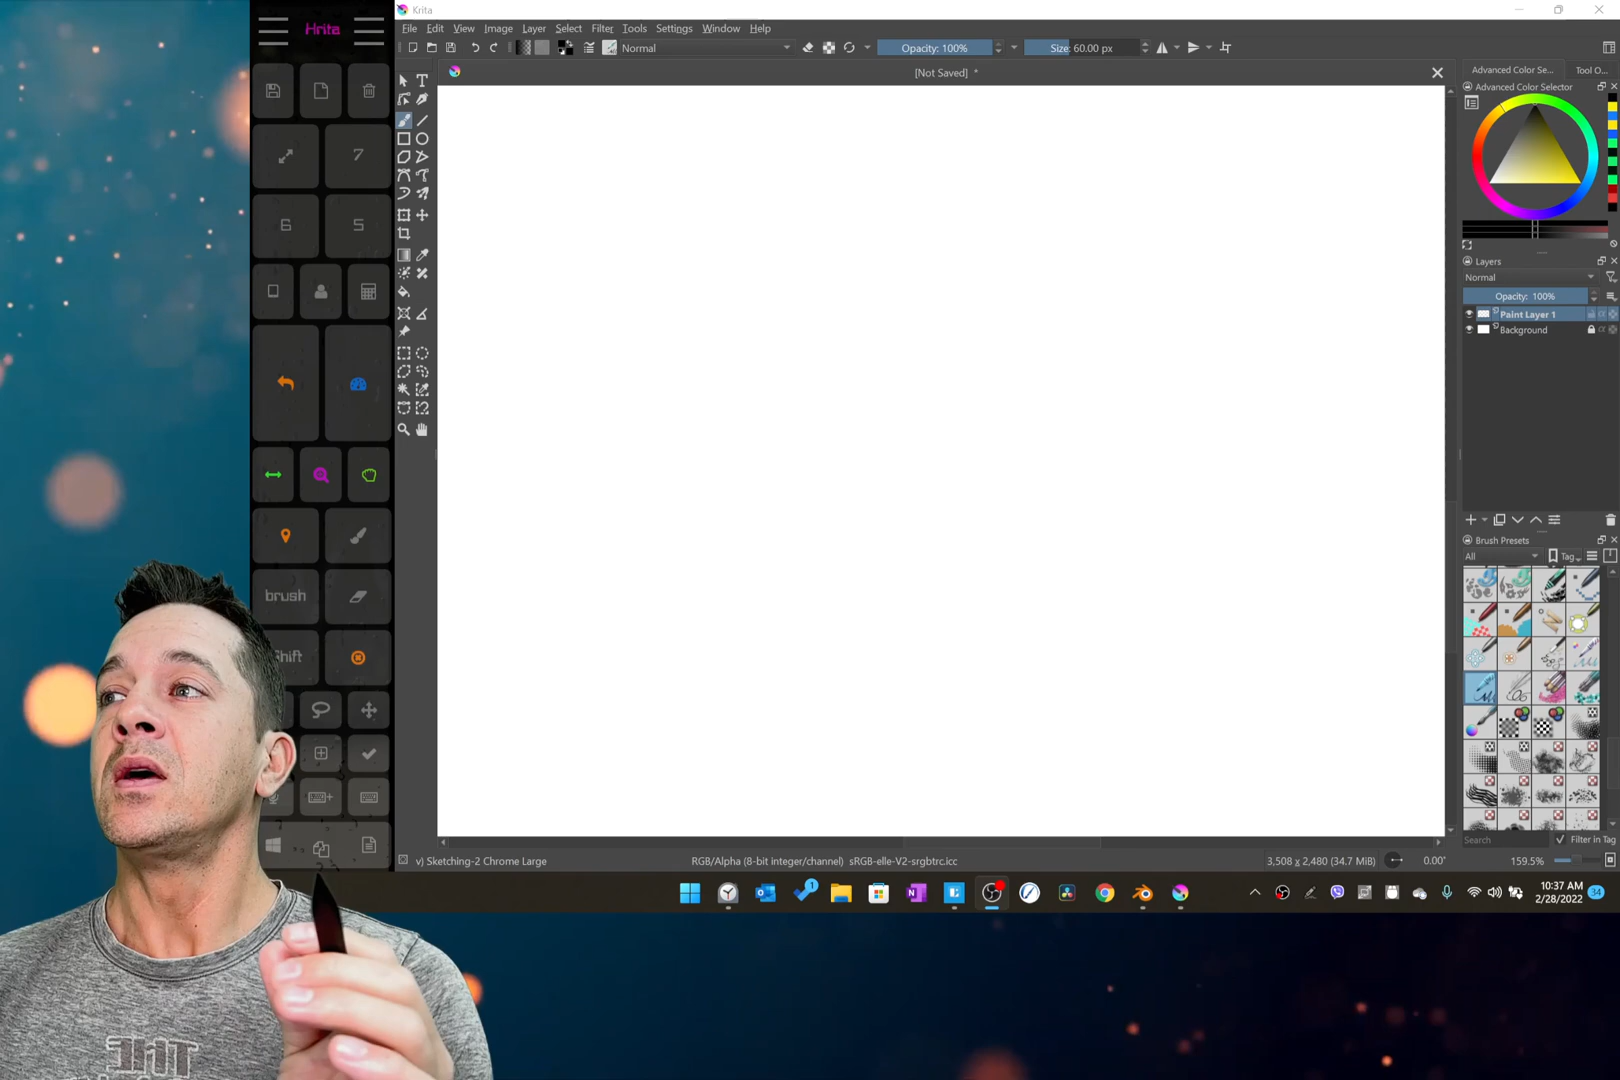 Krita
Krita
File Edit View Image Layer Select Filter Tools Settings Window Help
Normal
Opacity: 100%
Size: 60.00 px
[Not Saved] *
Advanced Color Se...
Tool O...
Advanced Color Selector
7
6
5
brush
Shift
Layers
Normal
Opacity: 100%
Paint Layer 1
Background
Brush Presets
All
Tag
Search
Filter in Tag
v) Sketching-2 Chrome Large
RGB/Alpha (8-bit integer/channel) sRGB-elle-V2-srgbtrc.icc
3,508 x 2,480 (34.7 MiB)
0.00°
159.5%
1
10:37 AM
2/28/2022
34
THE